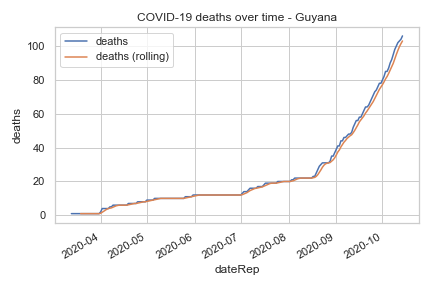 COVID-19 deaths over time - Guyana
deaths
deaths (rolling)
deaths
100
80
60
40
20
0
2020-04
2020-05
2020-06
2020-07
2020-08
2020-09
2020-10
dateRep